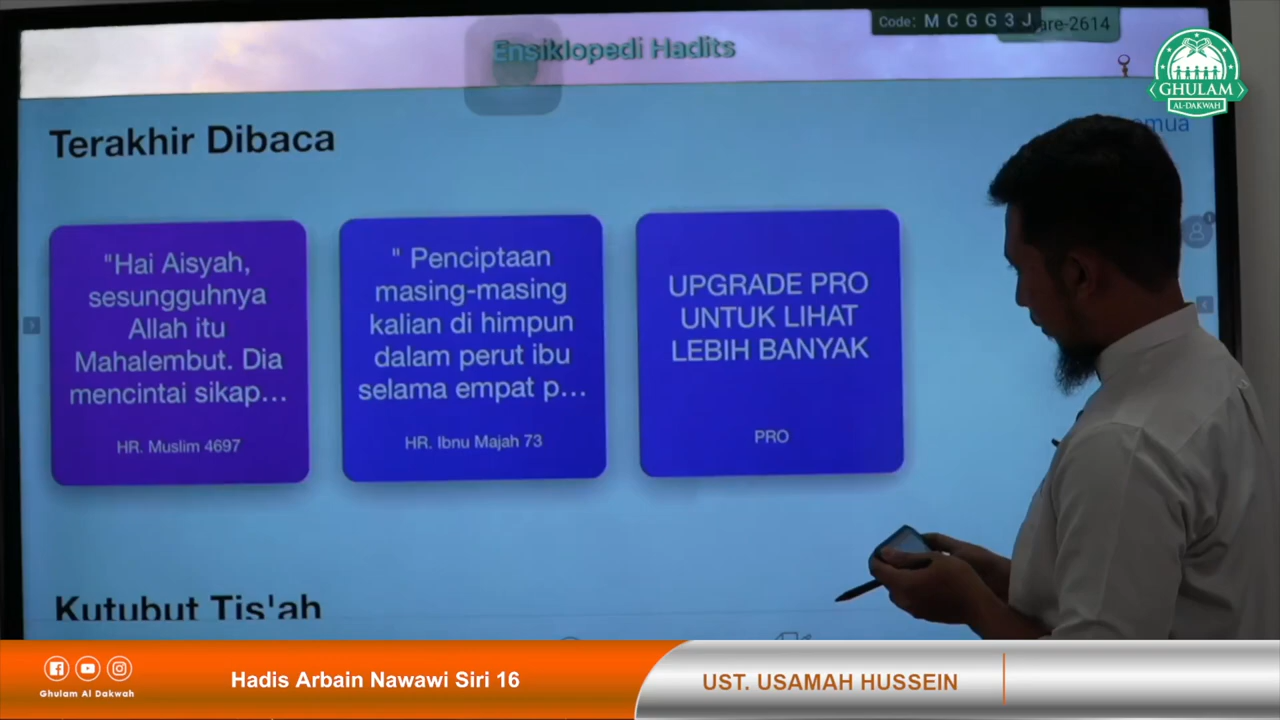 Code: M C G G 3 J
are-2614
Ensiklopedi Hadits
GHULAM
AL-DAKWAH
Terakhir Dibaca
"Hai Aisyah,
sesungguhnya
Allah itu
Mahalembut. Dia
mencintai sikap...
HR. Muslim 4697
" Penciptaan
masing-masing
kalian di himpun
dalam perut ibu
selama empat p...
HR. Ibnu Majah 73
UPGRADE PRO
UNTUK LIHAT
LEBIH BANYAK
PRO
Kutubut Tis'ah
Ghulam Al Dakwah
Hadis Arbain Nawawi Siri 16
UST. USAMAH HUSSEIN